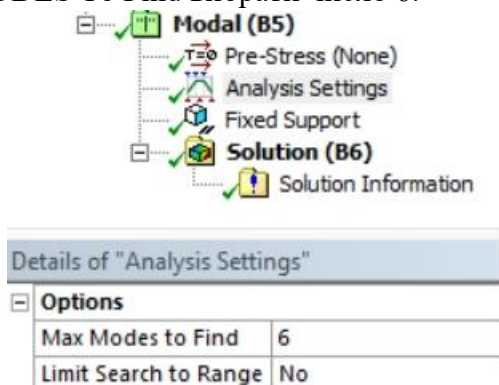 Modal (B5)
T=0 Pre-Stress (None)
Analysis Settings
Fixed Support
Solution (B6)
Solution Information
Details of "Analysis Settings"
Options
Max Modes to Find 6
Limit Search to Range No